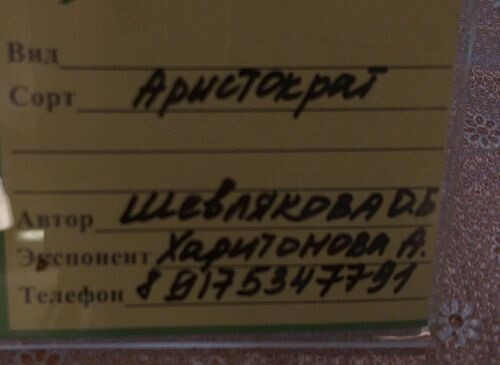 Вид
Сорт Аристократ
Автор Шевлякова О.Б
Экспонент Харитонова А.
Телефон 8 9175347791